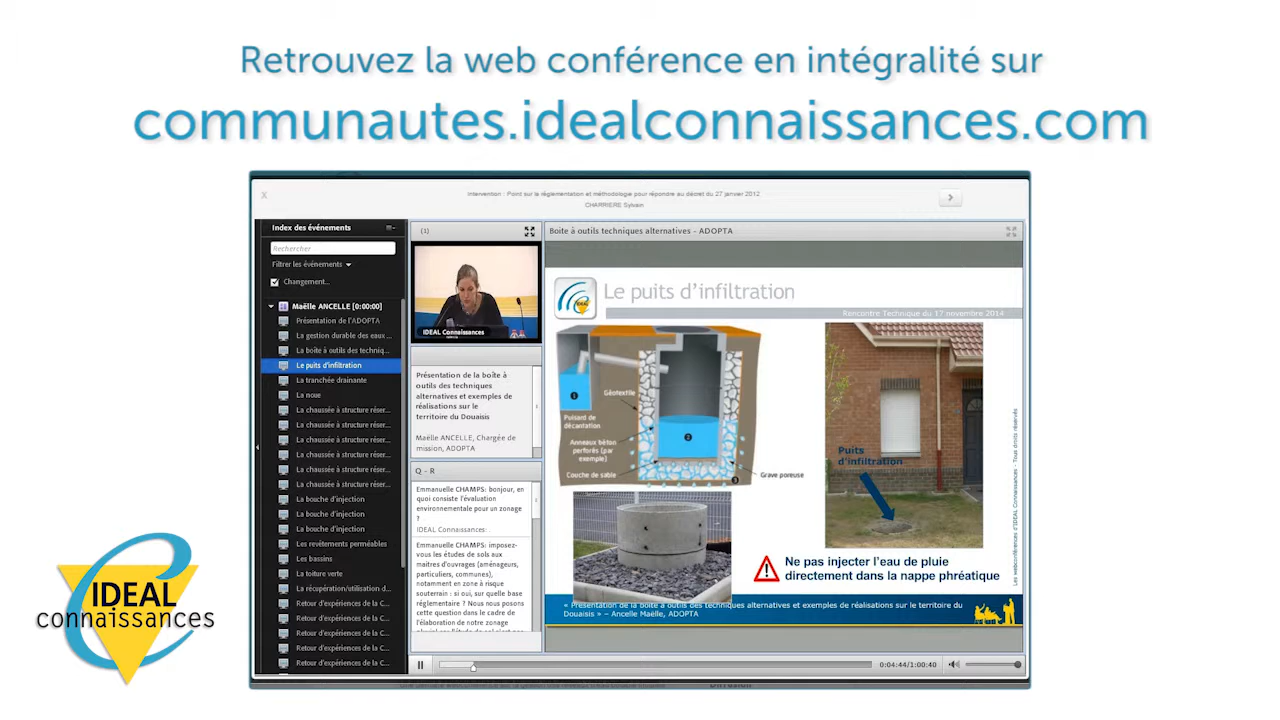 Retrouvez la web conférence en intégralité sur
communautes.idealconnaissances.com
X
Intervention : Point sur la réglementation et méthodologie pour répondre au décret du 27 janvier 2012
CHARRIERE Sylvain
Index des événements
Rechercher
Filtrer les événements
Changement...
Maëlle ANCELLE [0:00:00]
Présentation de l'ADOPTA
La gestion durable des eaux ...
La boîte à outils des techniq...
Le puits d'infiltration
La tranchée drainante
La noue
La chaussée à structure réser...
La chaussée à structure réser...
La chaussée à structure réser...
La chaussée à structure réser...
La chaussée à structure réser...
La chaussée à structure réser...
La bouche d'injection
La bouche d'injection
La bouche d'injection
Les revêtements perméables
Les bassins
La toiture verte
La récupération/utilisation d...
Retour d'expériences de la C...
Retour d'expériences de la C...
Retour d'expériences de la C...
Retour d'expériences de la C...
Retour d'expériences de la C...
(1)
IDEAL Connaissances
Présentation de la boîte à
outils des techniques
alternatives et exemples de
réalisations sur le
territoire du Douaisis
Maëlle ANCELLE, Chargée de
mission, ADOPTA
Q - R
Emmanuelle CHAMPS: bonjour, en
quoi consiste l'évaluation
environnementale pour un zonage
?
IDEAL Connaissances:
Emmanuelle CHAMPS: imposez-
vous les études de sols aux
maitres d'ouvrages (aménageurs,
particuliers, communes),
notamment en zone à risque
souterrain : si oui, sur quelle base
réglementaire ? Nous nous posons
cette question dans le cadre de
l'élaboration de notre zonage
Boite à outils techniques alternatives - ADOPTA
IDEAL
Le puits d'infiltration
Rencontre Technique du 17 novembre 2014
1
Puisard de
décantation
Géotextile
2
Anneaux béton
perforés (par
exemple)
Couche de sable
3
Grave poreuse
Puits
d'infiltration
Ne pas injecter l'eau de pluie
directement dans la nappe phréatique
Les webconférences d'IDEAL Connaissances - Tous droits réservés
« Présentation de la boîte à outils des techniques alternatives et exemples de réalisations sur le territoire du
Douaisis » – Ancelle Maëlle, ADOPTA
0:04:44/1:00:40
IDEAL
connaissances